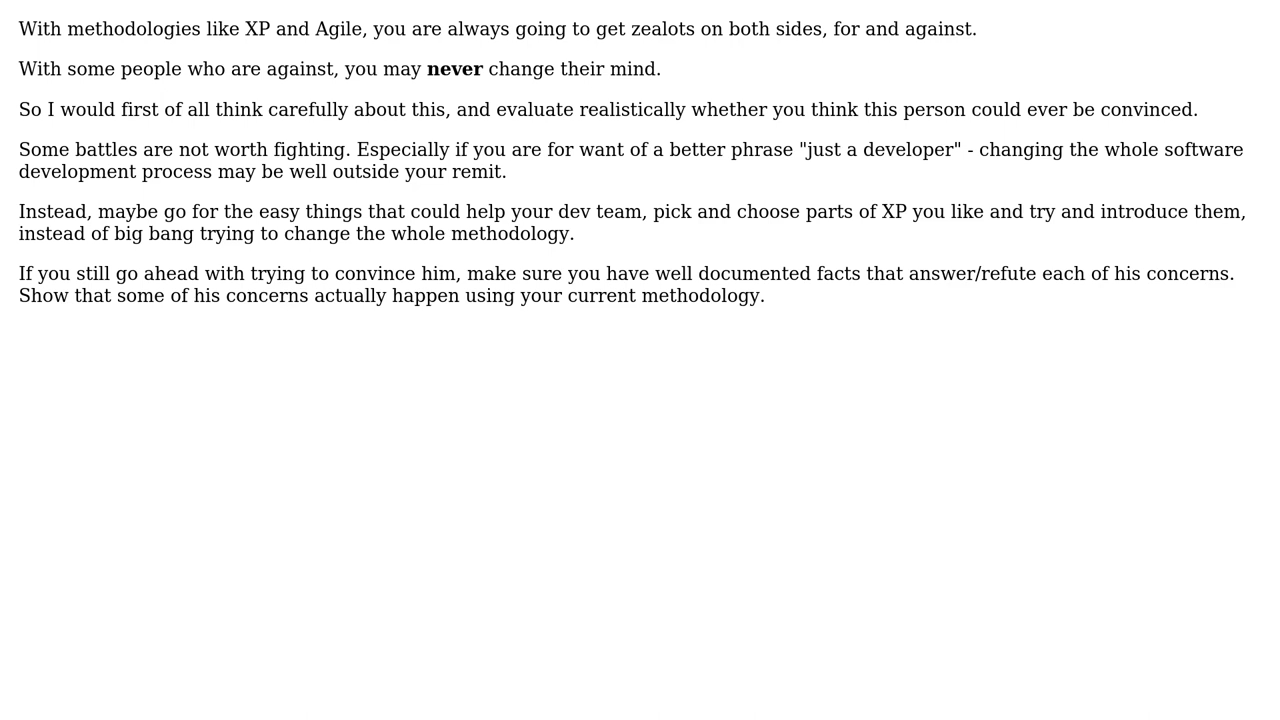 With methodologies like XP and Agile, you are always going to get zealots on both sides, for and against.
With some people who are against, you may never change their mind.
So I would first of all think carefully about this, and evaluate realistically whether you think this person could ever be convinced.
Some battles are not worth fighting. Especially if you are for want of a better phrase "just a developer" - changing the whole software
development process may be well outside your remit.
Instead, maybe go for the easy things that could help your dev team, pick and choose parts of XP you like and try and introduce them,
instead of big bang trying to change the whole methodology.
If you still go ahead with trying to convince him, make sure you have well documented facts that answer/refute each of his concerns.
Show that some of his concerns actually happen using your current methodology.